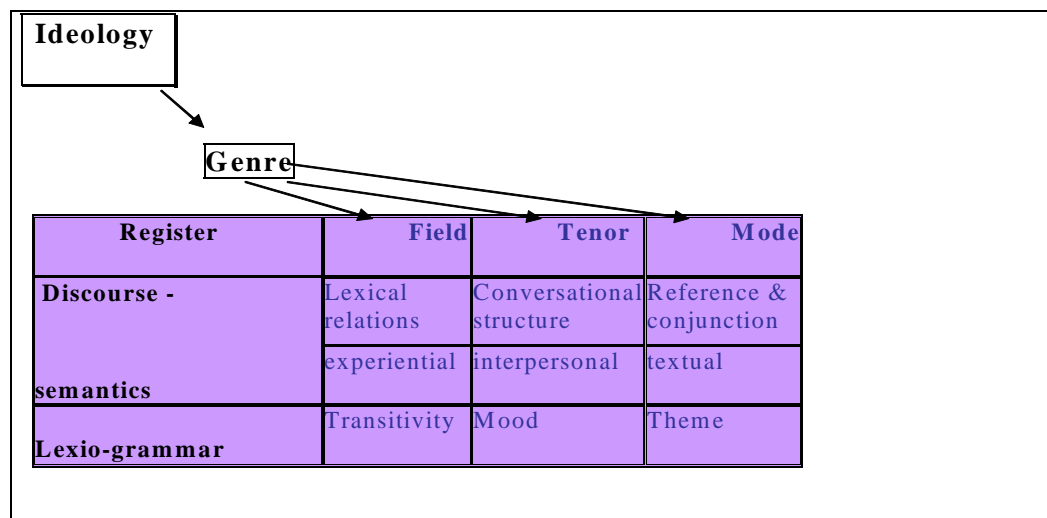 Ideology
Genre
Register Field Tenor Mode
Discourse - Lexical Conversational Reference &
relations structure conjunction
experiential interpersonal textual
semantics
Transitivity Mood Theme
Lexio-grammar